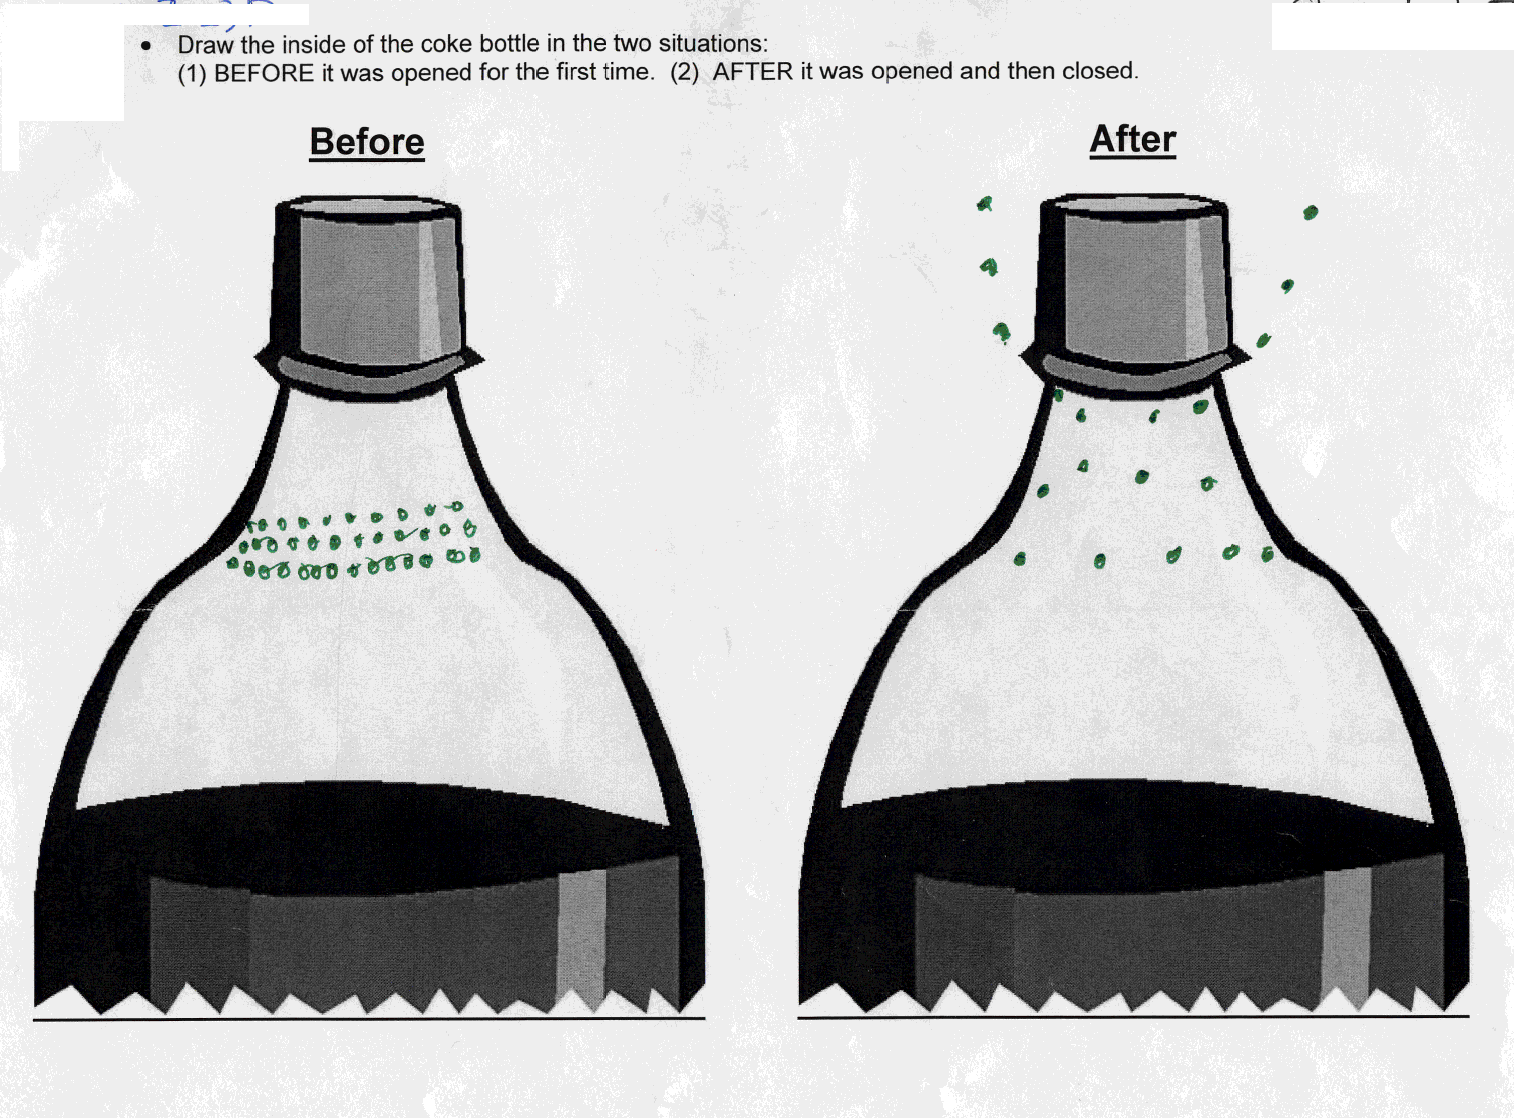 • Draw the inside of the coke bottle in the two situations:
(1) BEFORE it was opened for the first time. (2) AFTER it was opened and then closed.
Before
After